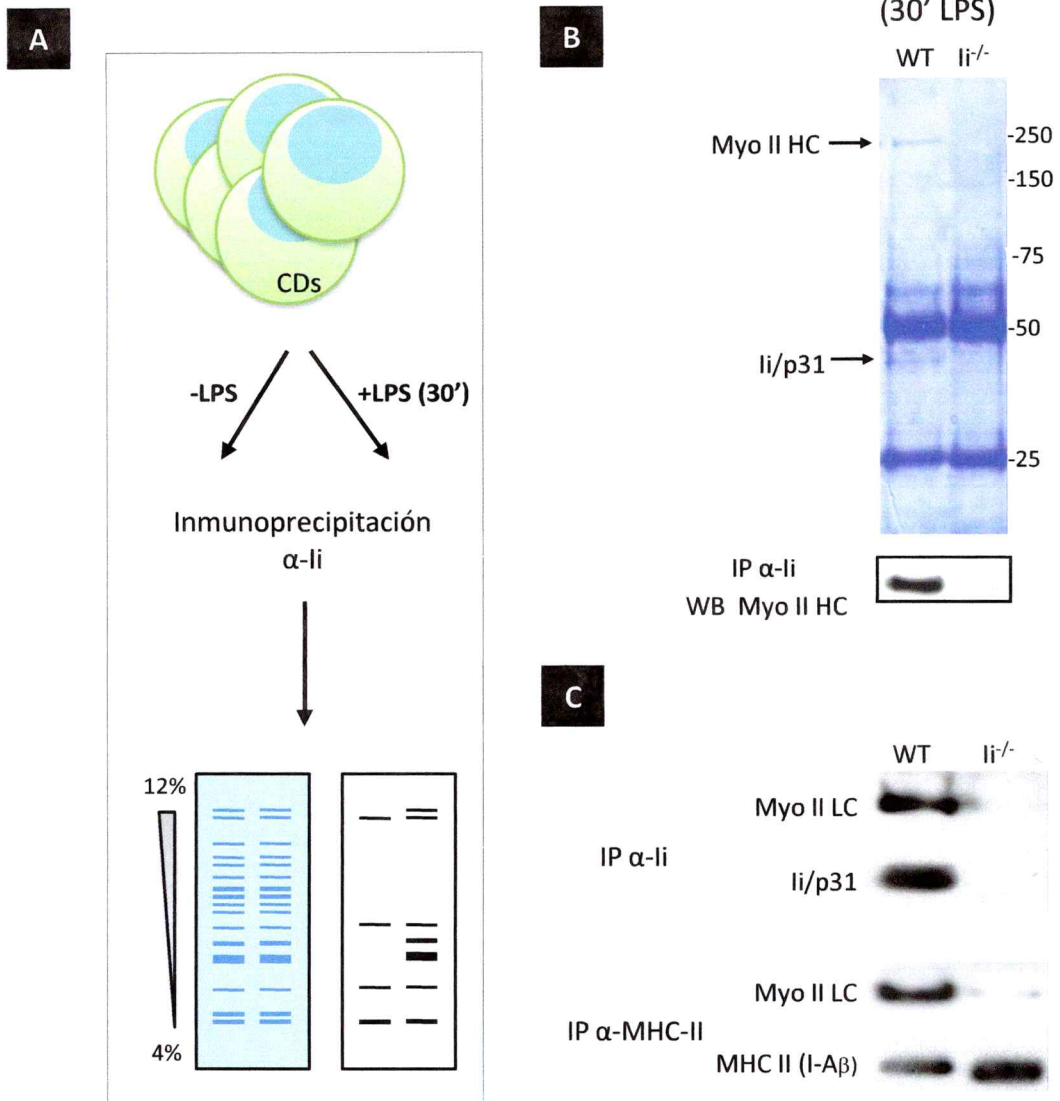 A
CDs
-LPS
+LPS (30')
Inmunoprecipitación
α-Ii
12%
4%
B
(30' LPS)
WT Ii-/-
Myo II HC
-250
-150
-75
-50
Ii/p31
-25
IP α-Ii
WB Myo II HC
C
WT Ii-/-
Myo II LC
IP α-Ii
Ii/p31
Myo II LC
IP α-MHC-II
MHC II (I-Aβ)